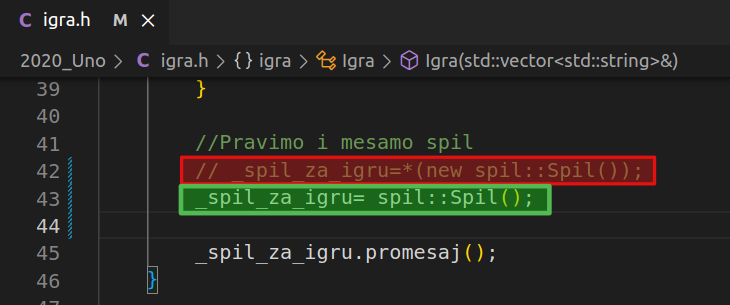 igra.h M
2020_Uno > igra.h > {} igra > Igra > Igra(std::vector<std::string>&)
39 }
40
41 //Pravimo i mesamo spil
42 // _spil_za_igru=*(new spil::Spil());
43 _spil_za_igru= spil::Spil();
44
45 _spil_za_igru.promesaj();
46 }
47